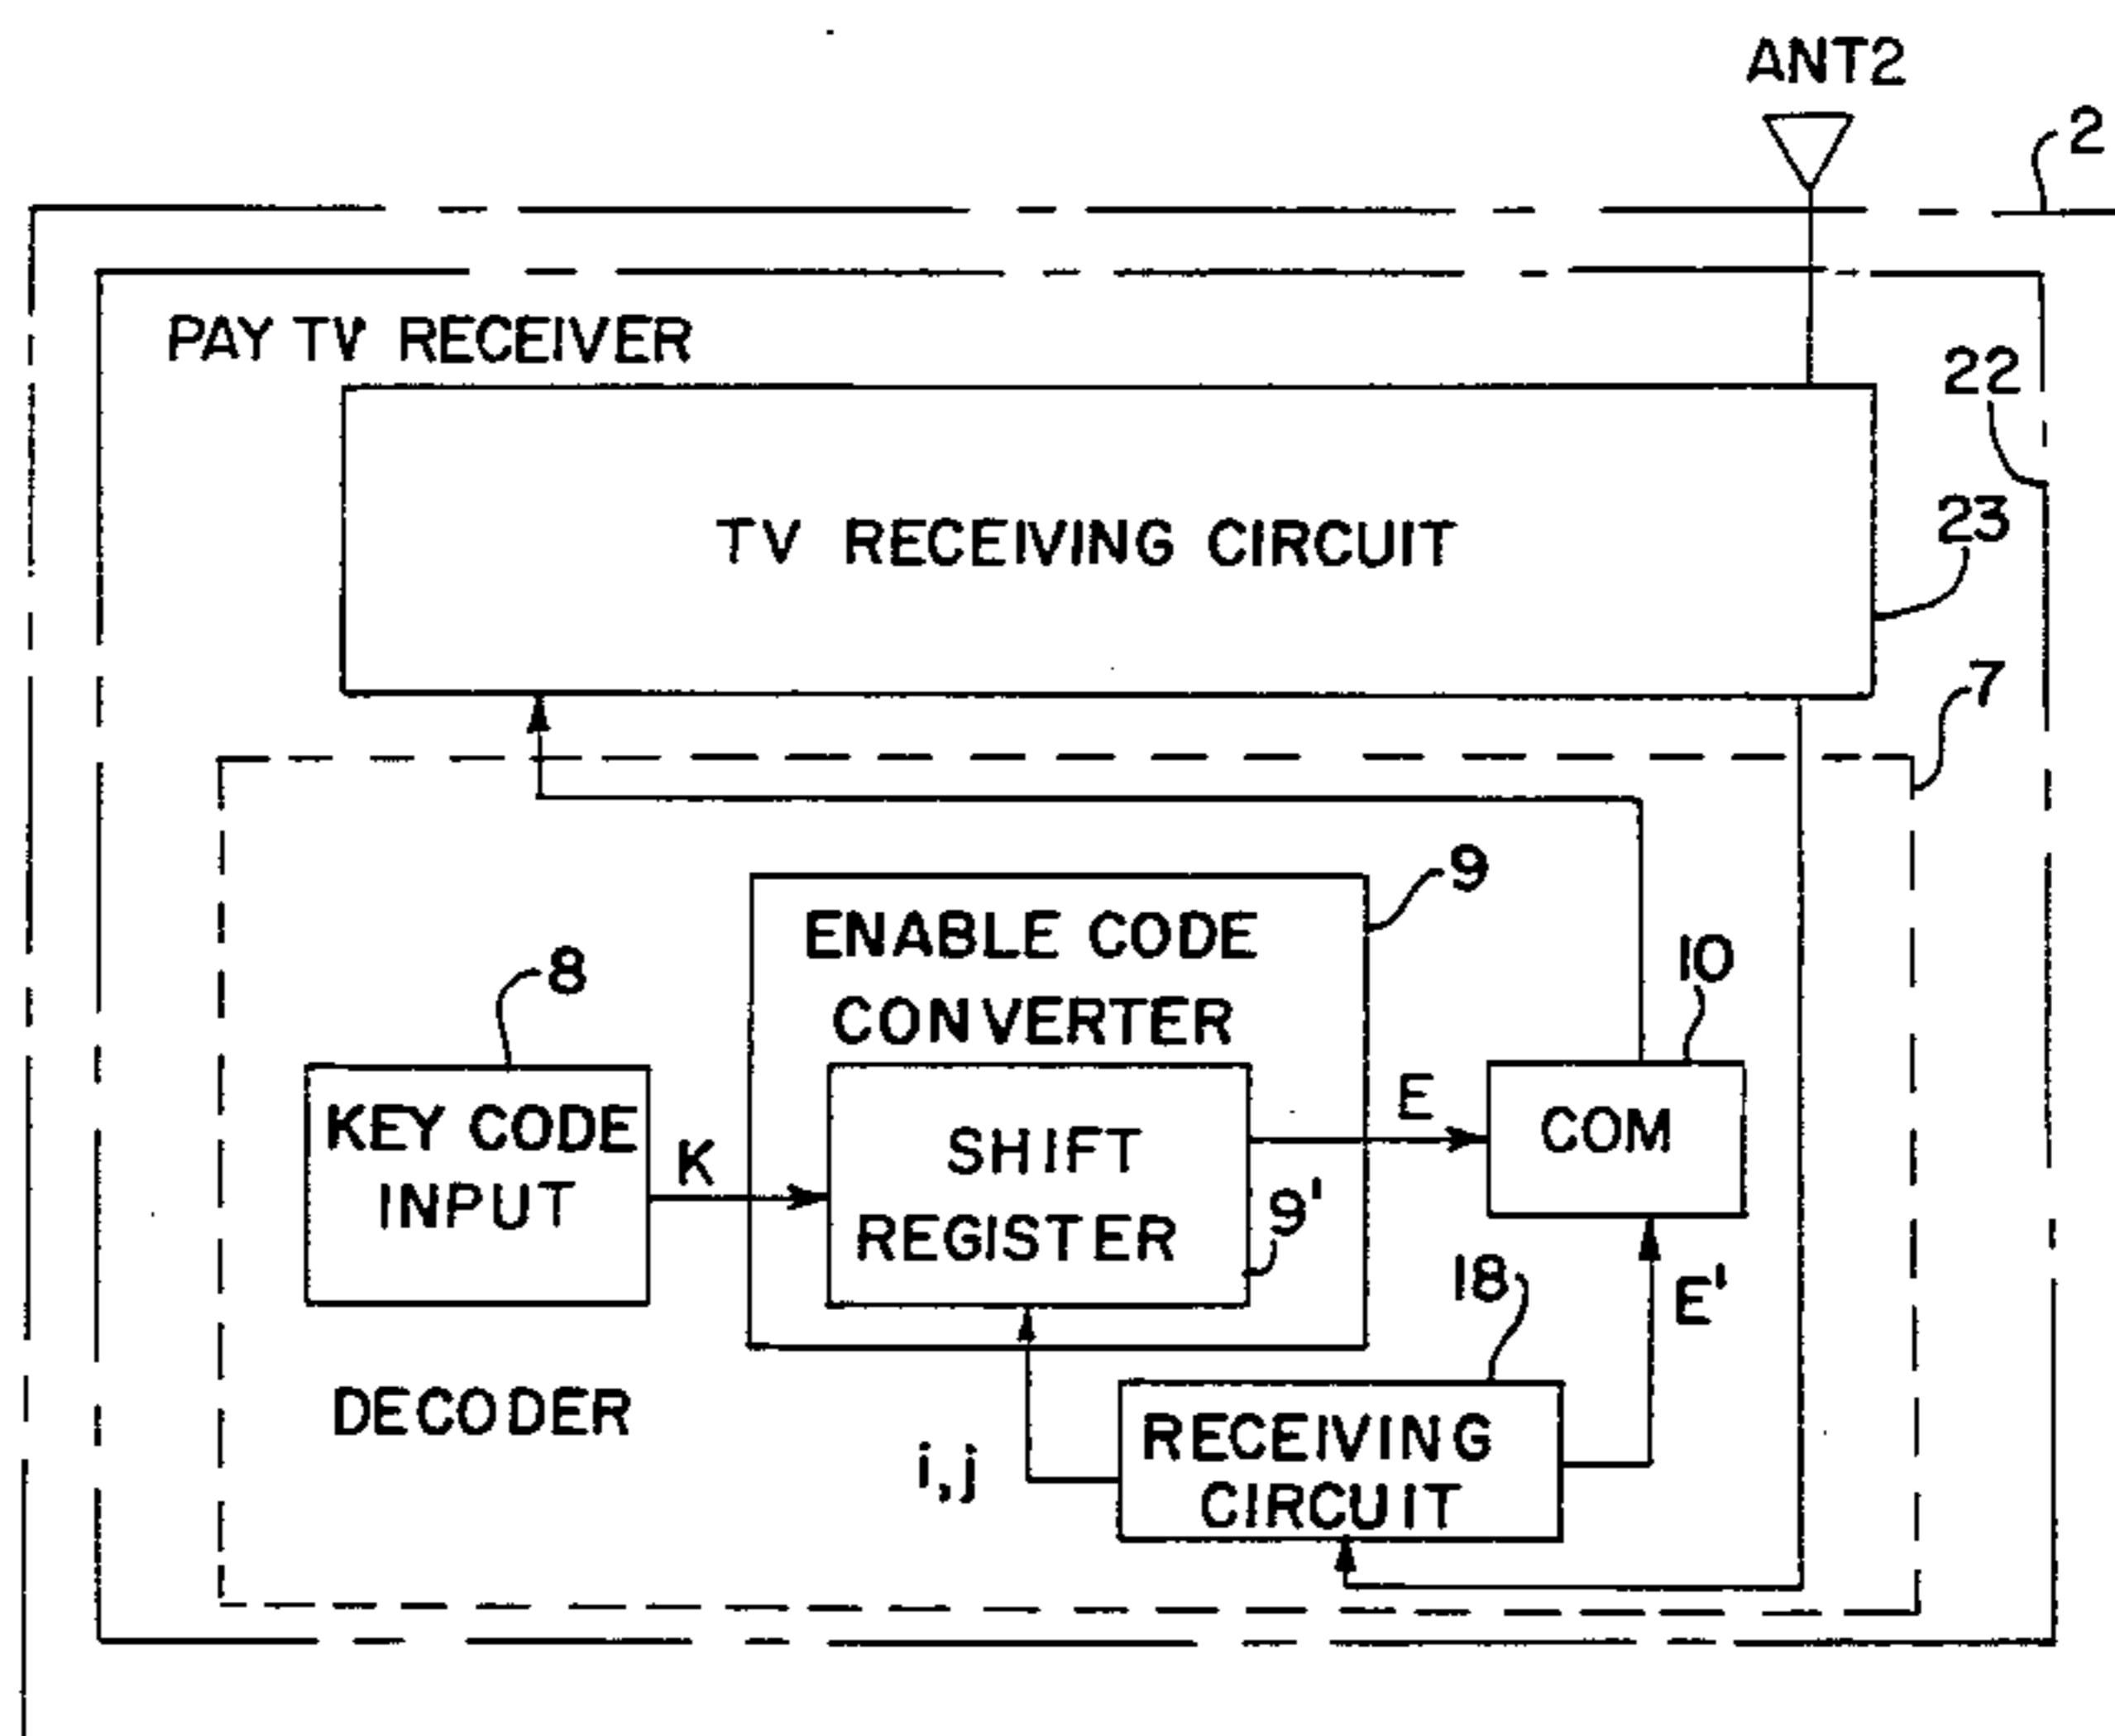 ANT2
2
PAY TV RECEIVER
22
TV RECEIVING CIRCUIT
23
7
9
ENABLE CODE
CONVERTER
8
10
KEY CODE
INPUT
K
SHIFT
REGISTER
9'
E
COM
18
E'
DECODER
i,j
RECEIVING
CIRCUIT